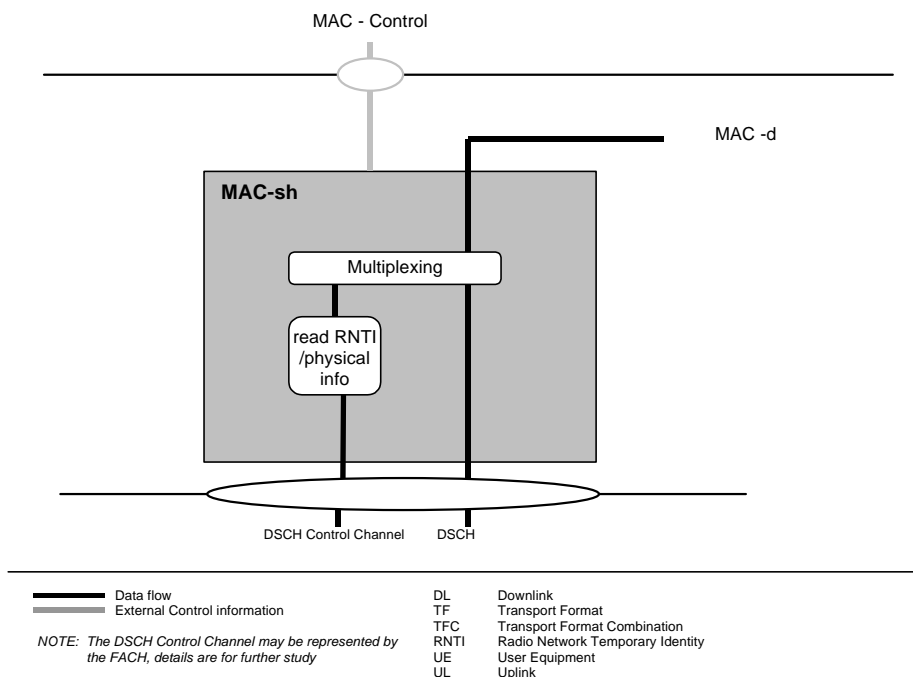 MAC - Control
MAC -d
MAC-sh
Multiplexing
read RNTI
/physical
info
DSCH Control Channel
DSCH
Data flow
External Control information
NOTE: The DSCH Control Channel may be represented by
the FACH, details are for further study
DL Downlink
TF Transport Format
TFC Transport Format Combination
RNTI Radio Network Temporary Identity
UE User Equipment
UL Uplink